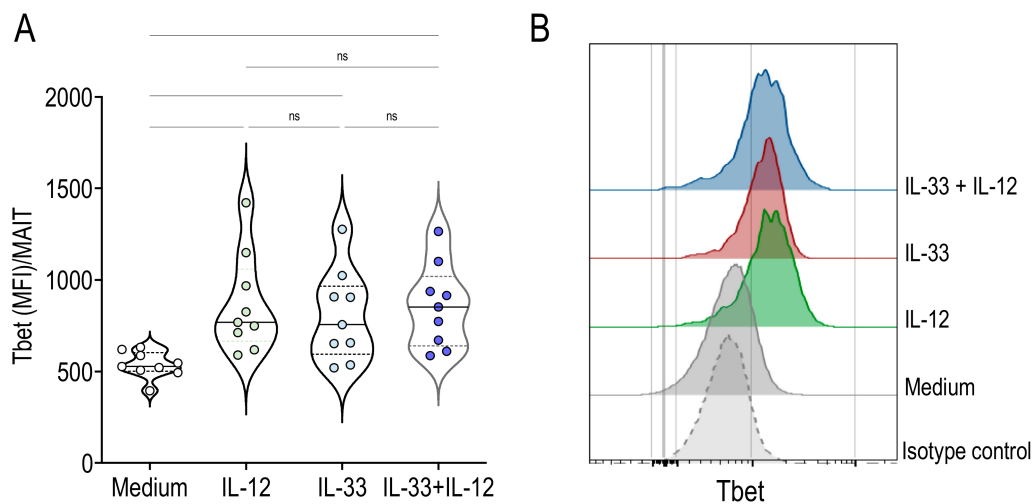 A
B
ns
ns
ns
2000
1500
1000
500
0
Tbet (MFI)/MAIT
Medium
IL-12
IL-33
IL-33+IL-12
IL-33 + IL-12
IL-33
IL-12
Medium
Isotype control
Tbet